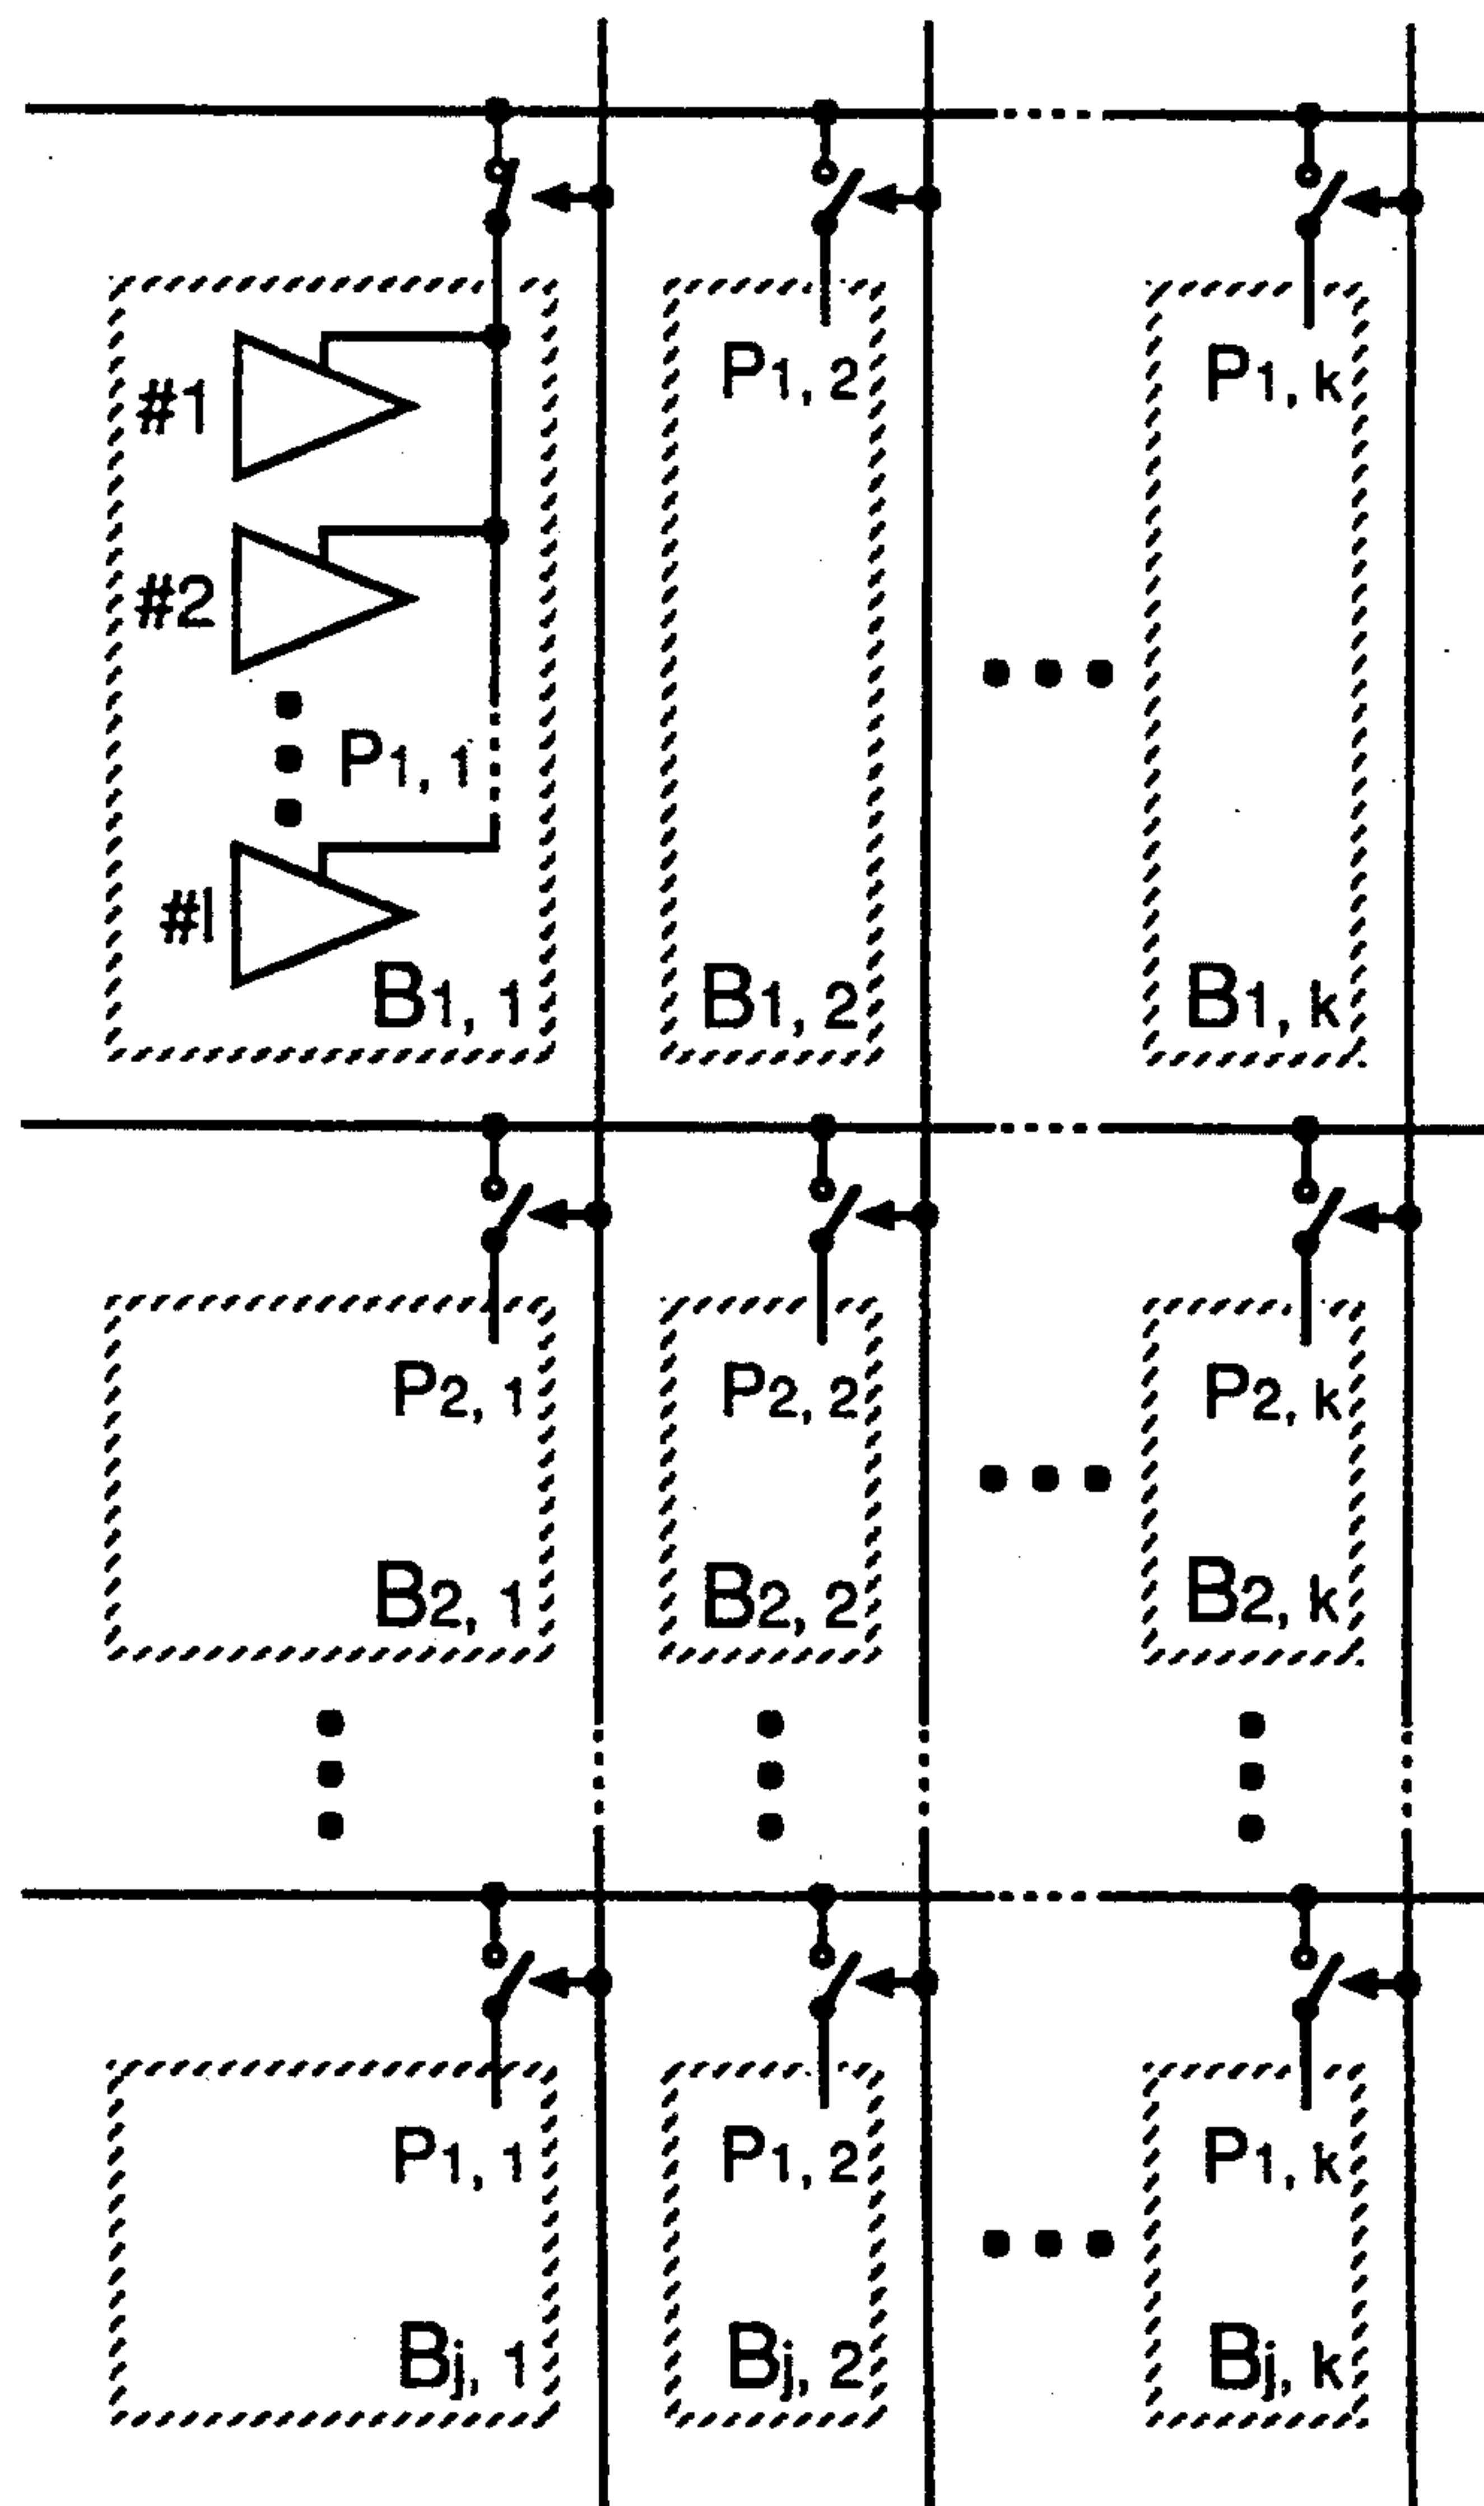 P1,2 P1,k
#1
#2
P1,1
#l
B1,1 B1,2 B1,k
P2,1 P2,2 P2,k
B2,1 B2,2 B2,k
P1,1 P1,2 P1,k
Bj,1 Bj,2 Bj,k